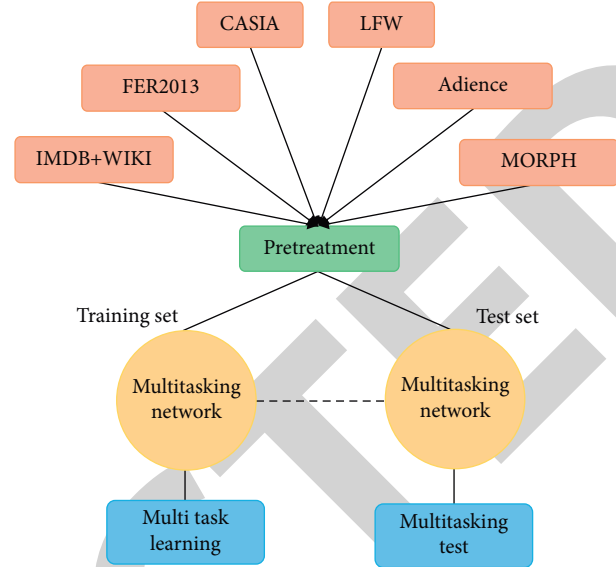 CASIA
LFW
FER2013
Adience
IMDB+WIKI
MORPH
Pretreatment
Training set
Test set
Multitasking
network
Multitasking
network
Multi task
learning
Multitasking
test